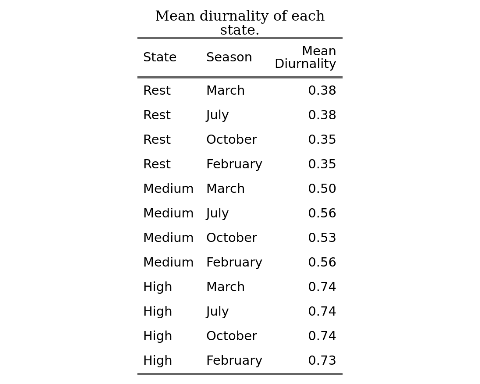 Mean diurnality of each
state.
State Season Mean
Diurnality
Rest March 0.38
Rest July 0.38
Rest October 0.35
Rest February 0.35
Medium March 0.50
Medium July 0.56
Medium October 0.53
Medium February 0.56
High March 0.74
High July 0.74
High October 0.74
High February 0.73